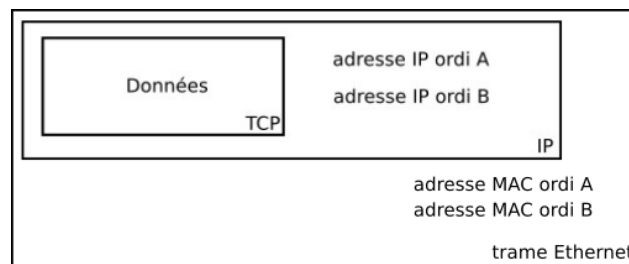 adresse IP ordi A
Données
adresse IP ordi B
TCP
IP
adresse MAC ordi A
adresse MAC ordi B
trame Ethernet